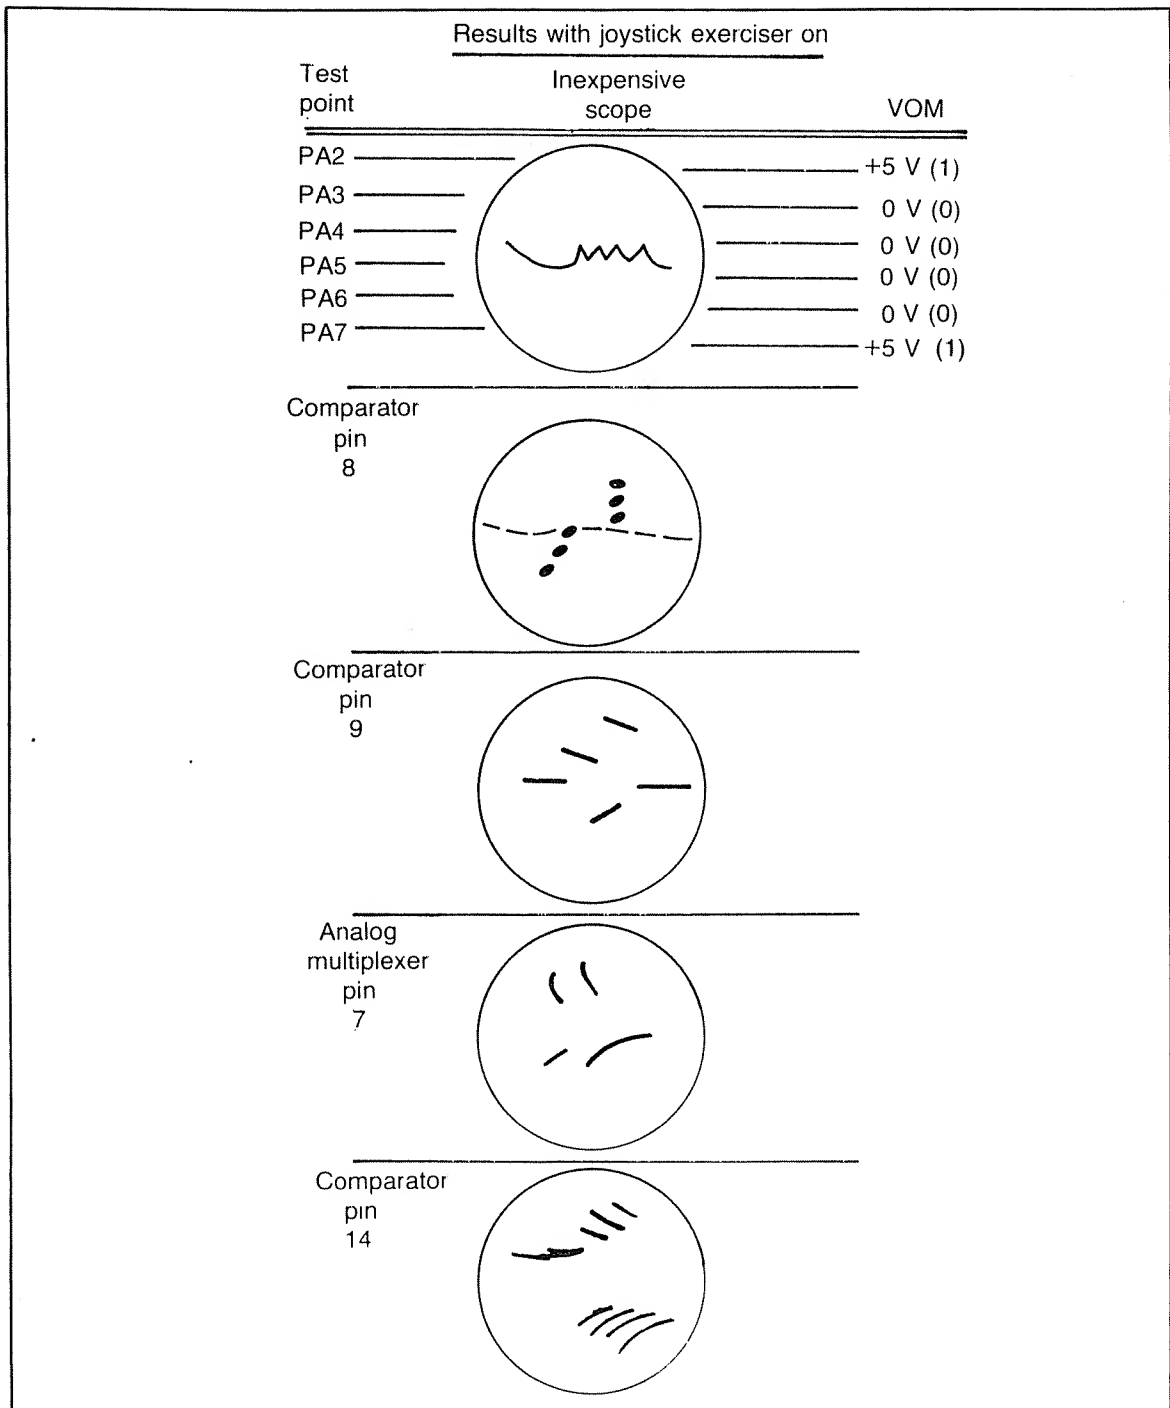 Results with joystick exerciser on
Test point
Inexpensive scope
VOM
PA2
+5 V (1)
PA3
0 V (0)
PA4
0 V (0)
PA5
0 V (0)
PA6
0 V (0)
PA7
+5 V (1)
Comparator
pin
8
Comparator
pin
9
Analog
multiplexer
pin
7
Comparator
pin
14